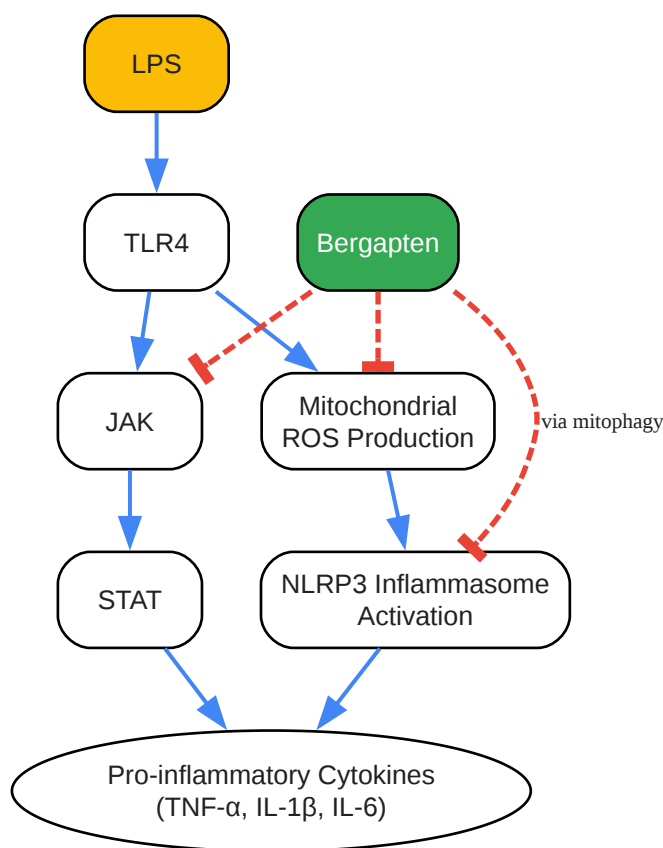 LPS
TLR4
Bergapten
JAK
Mitochondrial
ROS Production
via mitophagy
STAT
NLRP3 Inflammasome
Activation
Pro-inflammatory Cytokines
(TNF-α, IL-1β, IL-6)